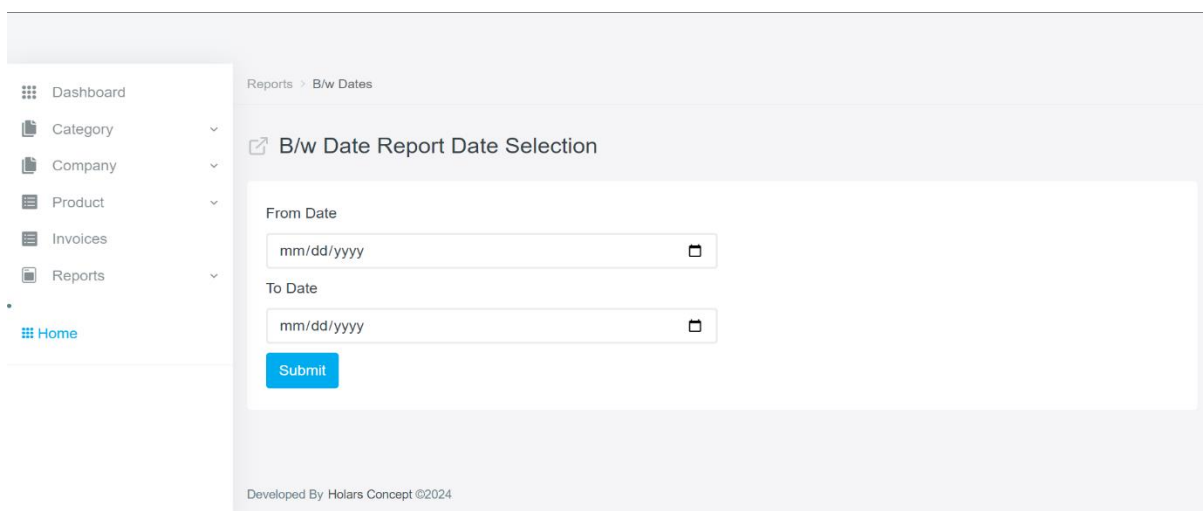 Dashboard
Category
Company
Product
Invoices
Reports
Home
Reports > B/w Dates
B/w Date Report Date Selection
From Date
mm/dd/yyyy
To Date
mm/dd/yyyy
Submit
Developed By Holars Concept ©2024